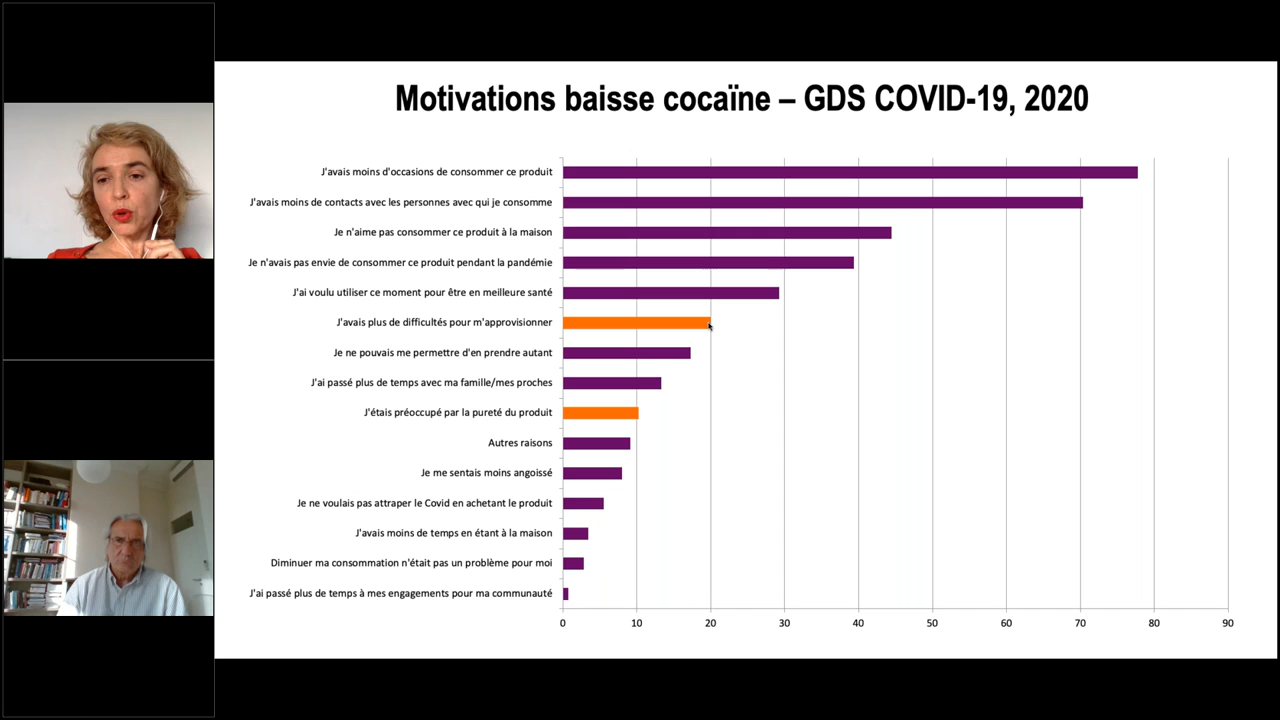 Motivations baisse cocaïne – GDS COVID-19, 2020
J'avais moins d'occasions de consommer ce produit
J'avais moins de contacts avec les personnes avec qui je consomme
Je n'aime pas consommer ce produit à la maison
Je n'avais pas envie de consommer ce produit pendant la pandémie
J'ai voulu utiliser ce moment pour être en meilleure santé
J'avais plus de difficultés pour m'approvisionner
Je ne pouvais me permettre d'en prendre autant
J'ai passé plus de temps avec ma famille/mes proches
J'étais préoccupé par la pureté du produit
Autres raisons
Je me sentais moins angoissé
Je ne voulais pas attraper le Covid en achetant le produit
J'avais moins de temps en étant à la maison
Diminuer ma consommation n'était pas un problème pour moi
J'ai passé plus de temps à mes engagements pour ma communauté
0 10 20 30 40 50 60 70 80 90